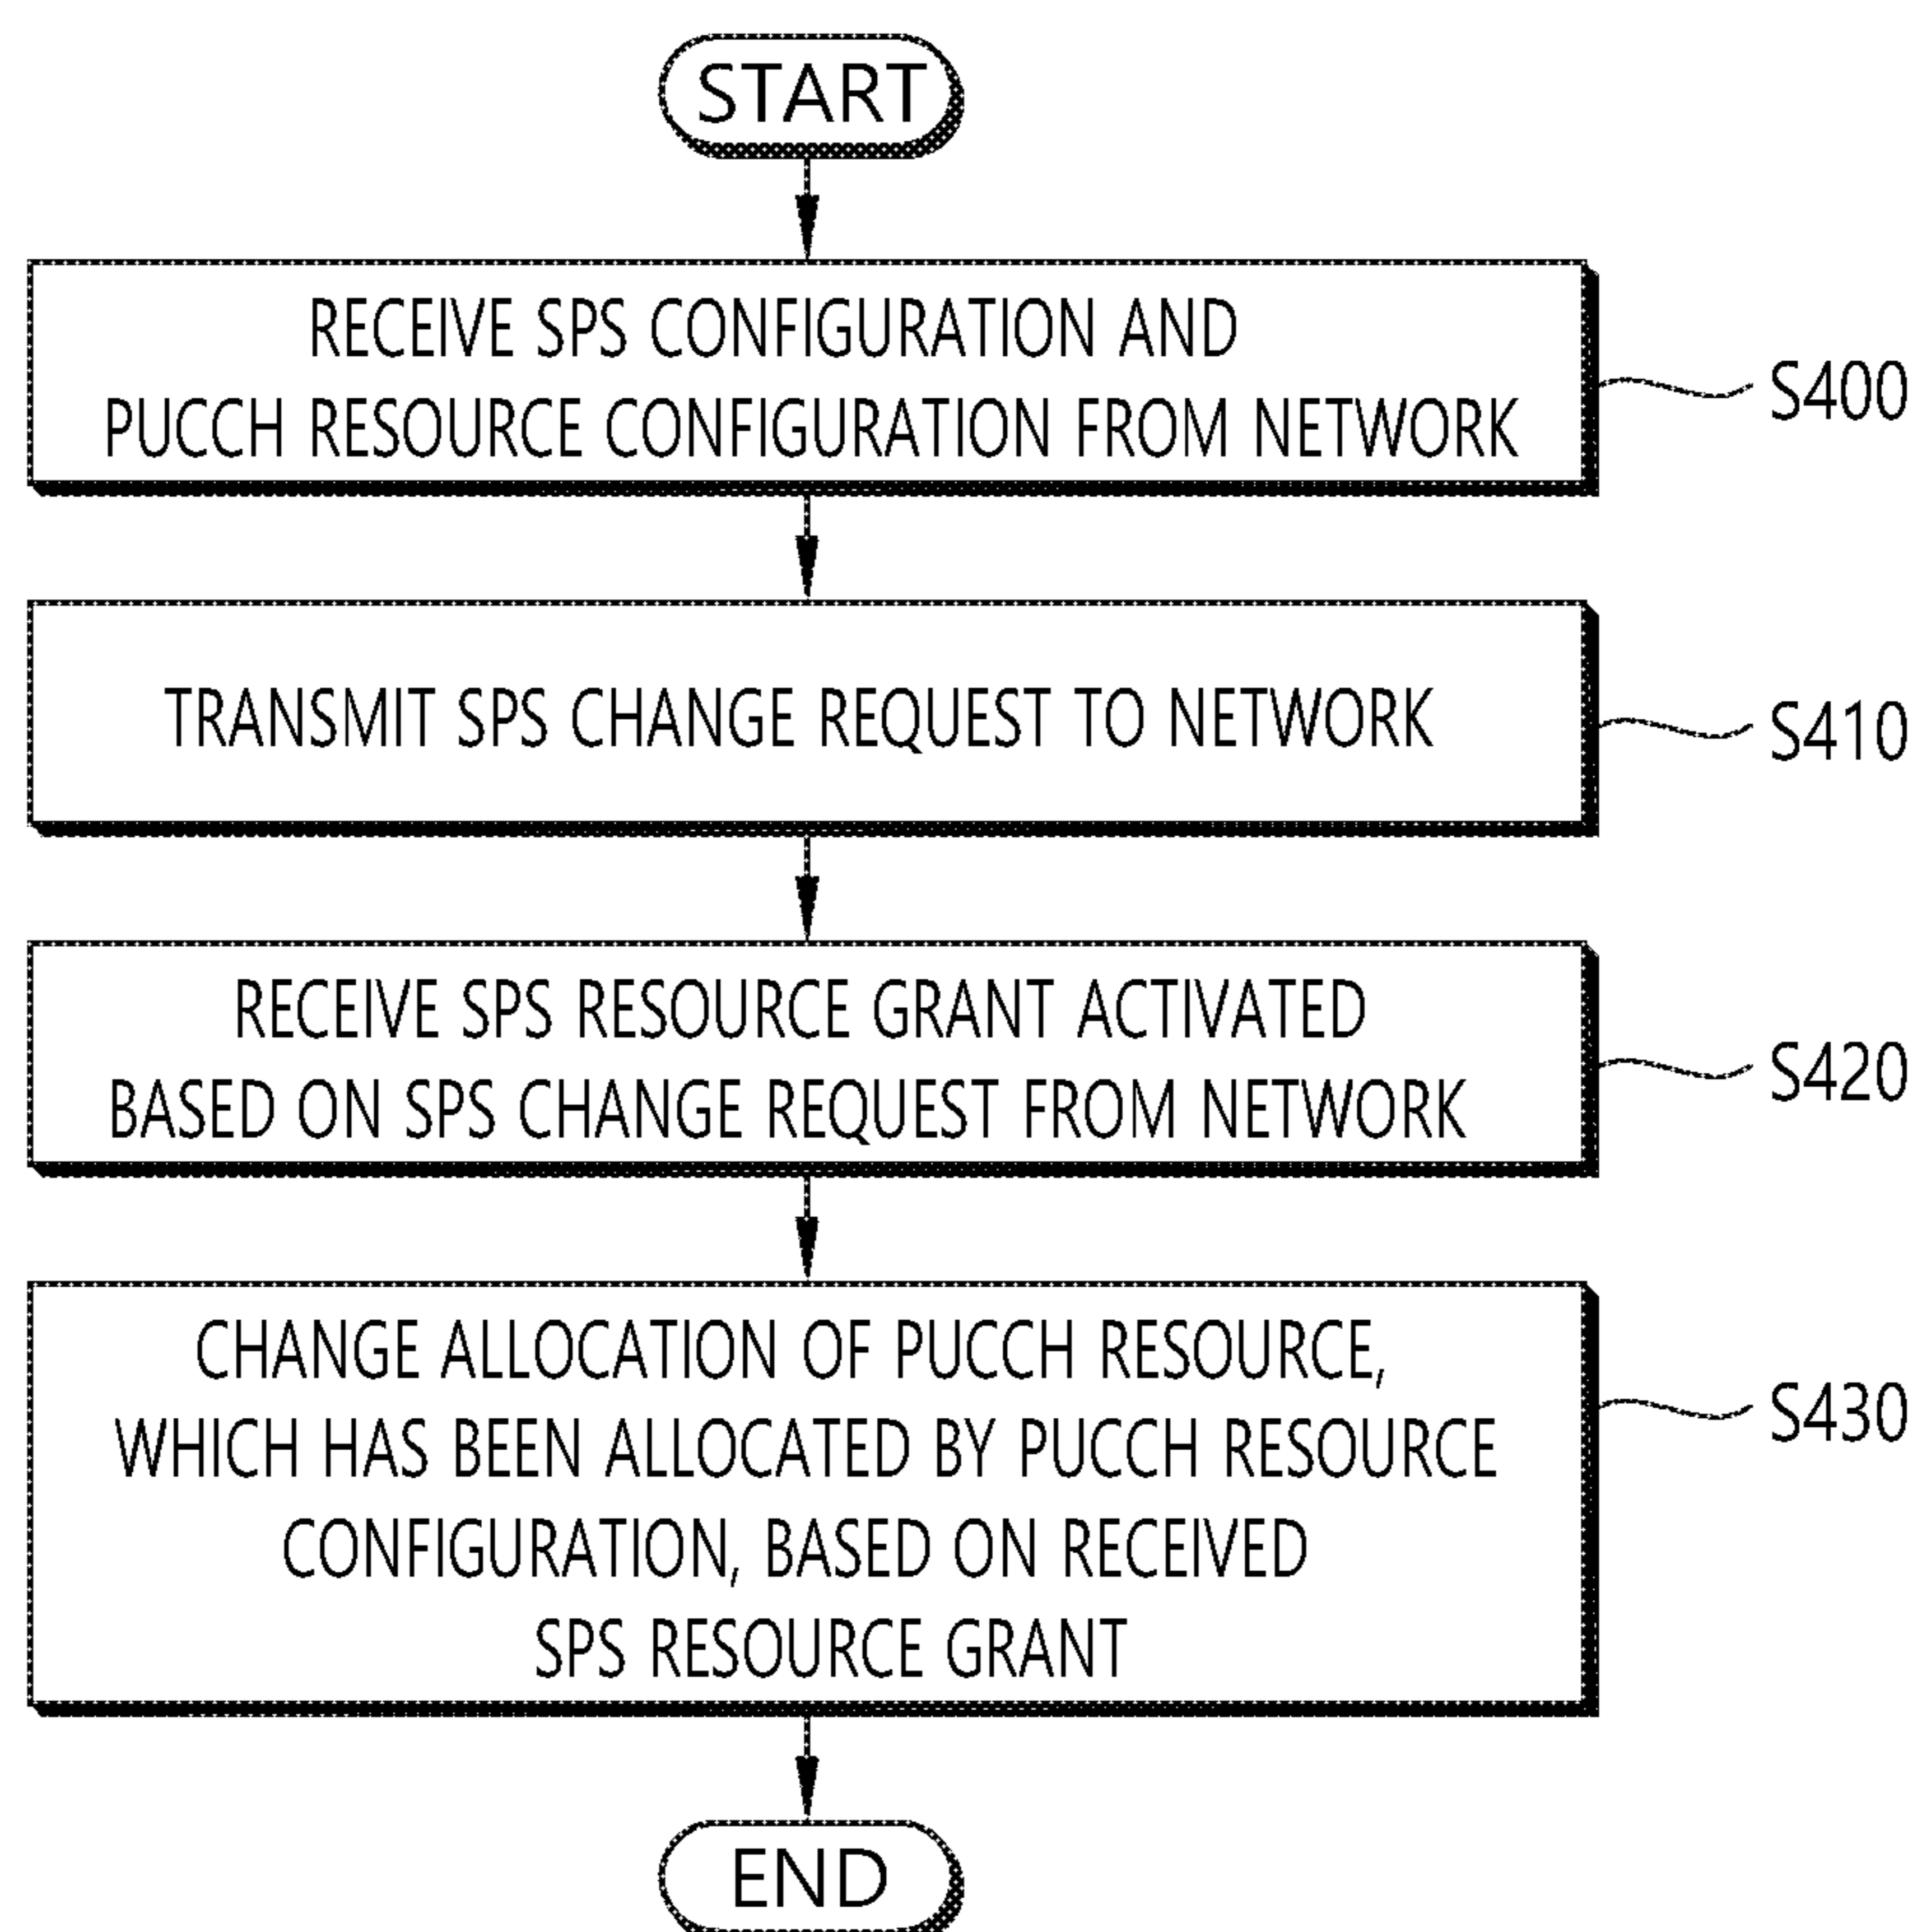 START
RECEIVE SPS CONFIGURATION AND
PUCCH RESOURCE CONFIGURATION FROM NETWORK
S400
TRANSMIT SPS CHANGE REQUEST TO NETWORK
S410
RECEIVE SPS RESOURCE GRANT ACTIVATED
BASED ON SPS CHANGE REQUEST FROM NETWORK
S420
CHANGE ALLOCATION OF PUCCH RESOURCE,
WHICH HAS BEEN ALLOCATED BY PUCCH RESOURCE
CONFIGURATION, BASED ON RECEIVED
SPS RESOURCE GRANT
S430
END